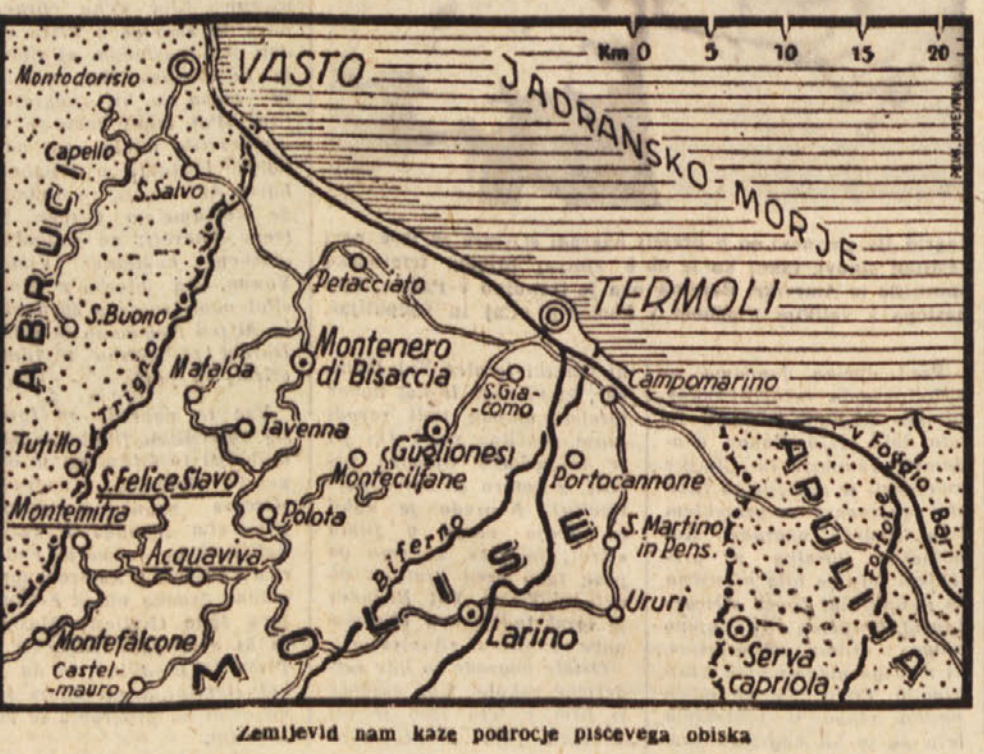 Km 0 5 10 15 20
VASTO
JADRANSKO MORJE
Montodorisio
Capello
S. Salvo
ABRUCI
Petacciato
TERMOLI
S. Buono
Trigno
Mafalda
Montenero
di Bisaccia
S. Gia-
como
Campomarino
Tavenna
Guglionesi
v Foggio
Bari
Tufillo
S. Felice Slavo
Montecilfane
Portocannone
APULIJA
Montemitra
Polota
Biferno
S. Martino
in Pens.
Fortore
Acquaviva
MOLISE
Ururi
Larino
Montefalcone
Castel-
-mauro
Serva
capriola
Zemljevid nam kaže področje piščevega obiska